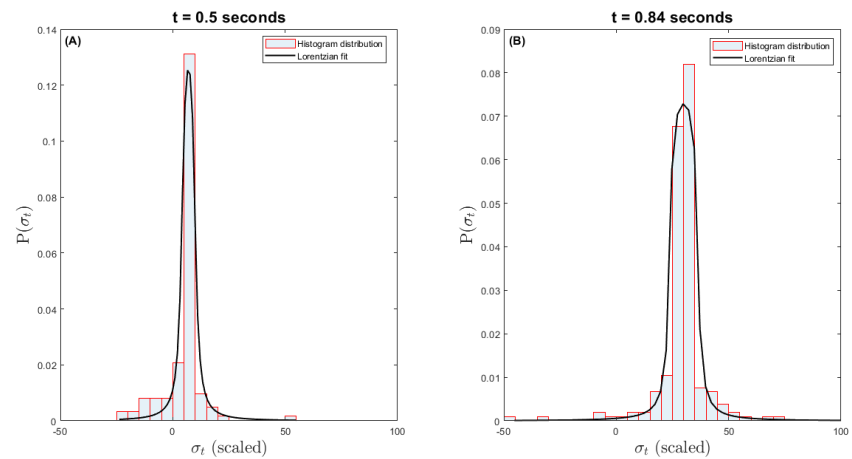 t = 0.5 seconds
(A)
Histogram distribution
Lorentzian fit
0.14
0.12
0.1
0.08
0.06
0.04
0.02
0
P(σₜ)
-50
0
50
100
σₜ (scaled)
t = 0.84 seconds
(B)
Histogram distribution
Lorentzian fit
0.09
0.08
0.07
0.06
0.05
0.04
0.03
0.02
0.01
0
P(σₜ)
-50
0
50
100
σₜ (scaled)